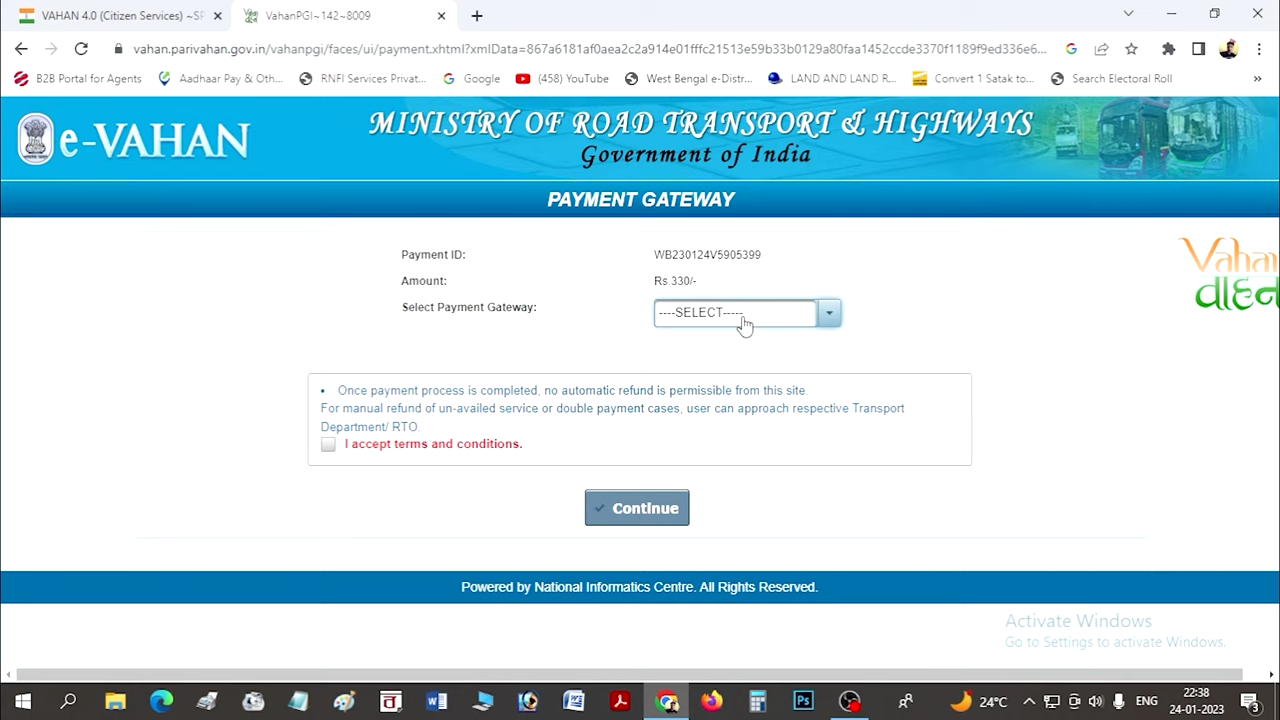 VAHAN 4.0 (Citizen Services) ~SP
VahanPGI~142~8009
vahan.parivahan.gov.in/vahanpgi/faces/ui/payment.xhtml?xmlData=867a6181af0aea2c2a914e01fffc21513e59b33b0129a80faa1452ccde3370f1189f9ed336e6...
B2B Portal for Agents
Aadhaar Pay & Oth...
RNFI Services Privat...
Google
(458) YouTube
West Bengal e-Distr...
LAND AND LAND R...
Convert 1 Satak to...
Search Electoral Roll
»
e-VAHAN
MINISTRY OF ROAD TRANSPORT & HIGHWAYS
Government of India
PAYMENT GATEWAY
Payment ID: WB230124V5905399
Amount: Rs.330/-
Select Payment Gateway: ----SELECT-----
Vahan
वाहन
• Once payment process is completed, no automatic refund is permissible from this site.
For manual refund of un-availed service or double payment cases, user can approach respective Transport
Department/ RTO.
I accept terms and conditions.
Continue
Powered by National Informatics Centre. All Rights Reserved.
Activate Windows
Go to Settings to activate Windows.
24°C
ENG
22:38
24-01-2023
3